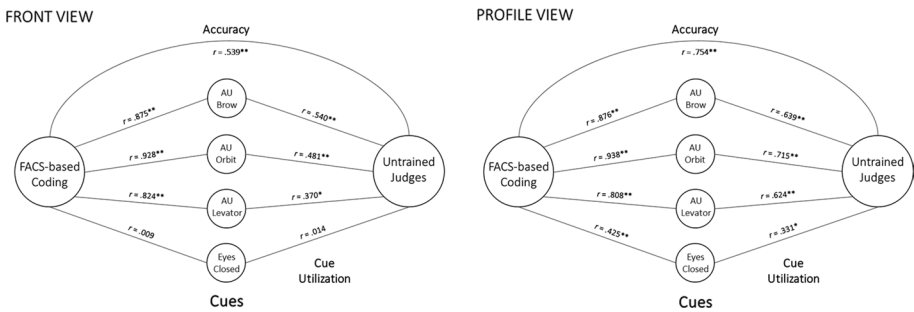 FRONT VIEW
Accuracy
r = .539**
AU
Brow
r = .875**
r = .540**
AU
Orbit
r = .928**
r = .481**
FACS-based
Coding
Untrained
Judges
AU
Levator
r = .824**
r = .370*
Eyes
Closed
r = .009
r = .014
Cue
Utilization
Cues
PROFILE VIEW
Accuracy
r = .754**
AU
Brow
r = .876**
r = .639**
AU
Orbit
r = .938**
r = .715**
FACS-based
Coding
Untrained
Judges
AU
Levator
r = .808**
r = .624**
Eyes
Closed
r = .425**
r = .331*
Cue
Utilization
Cues